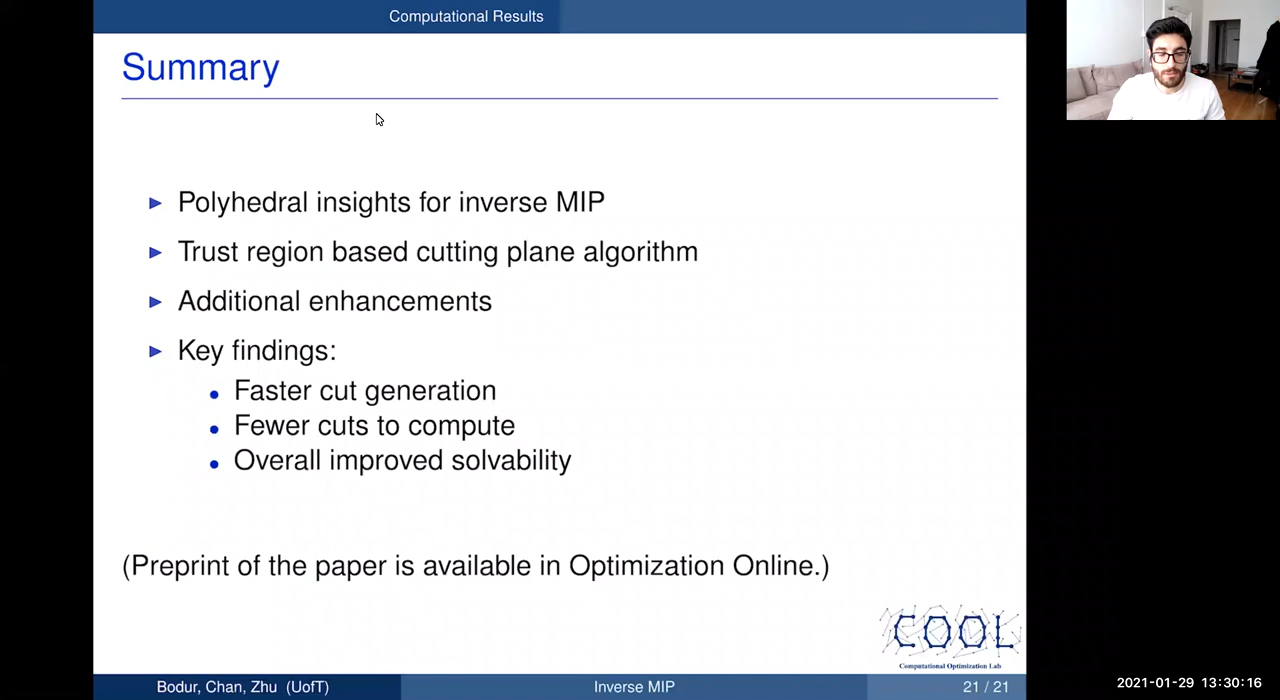 Computational Results
Summary
Polyhedral insights for inverse MIP
Trust region based cutting plane algorithm
Additional enhancements
Key findings:
Faster cut generation
Fewer cuts to compute
Overall improved solvability
(Preprint of the paper is available in Optimization Online.)
COOL
Computational Optimization Lab
Bodur, Chan, Zhu (UofT)
Inverse MIP
21 / 21
2021-01-29 13:30:16